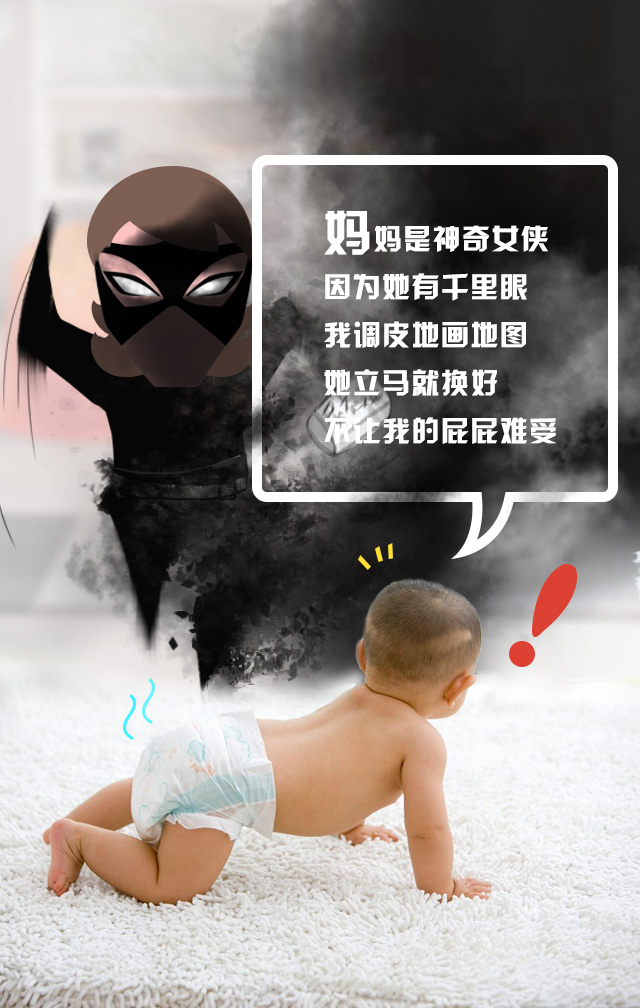 妈妈是神奇女侠
因为她有千里眼
我调皮地画地图
她立马就换好
不让我的屁屁难受